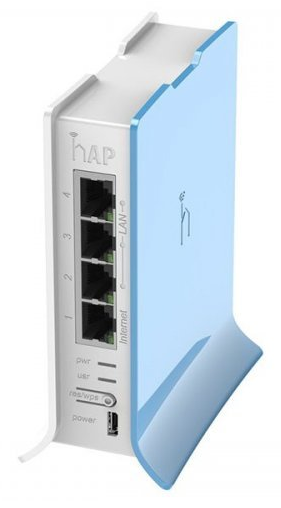 hAP
4
3
2
1
LAN
Internet
pwr
usr
res/wps
power